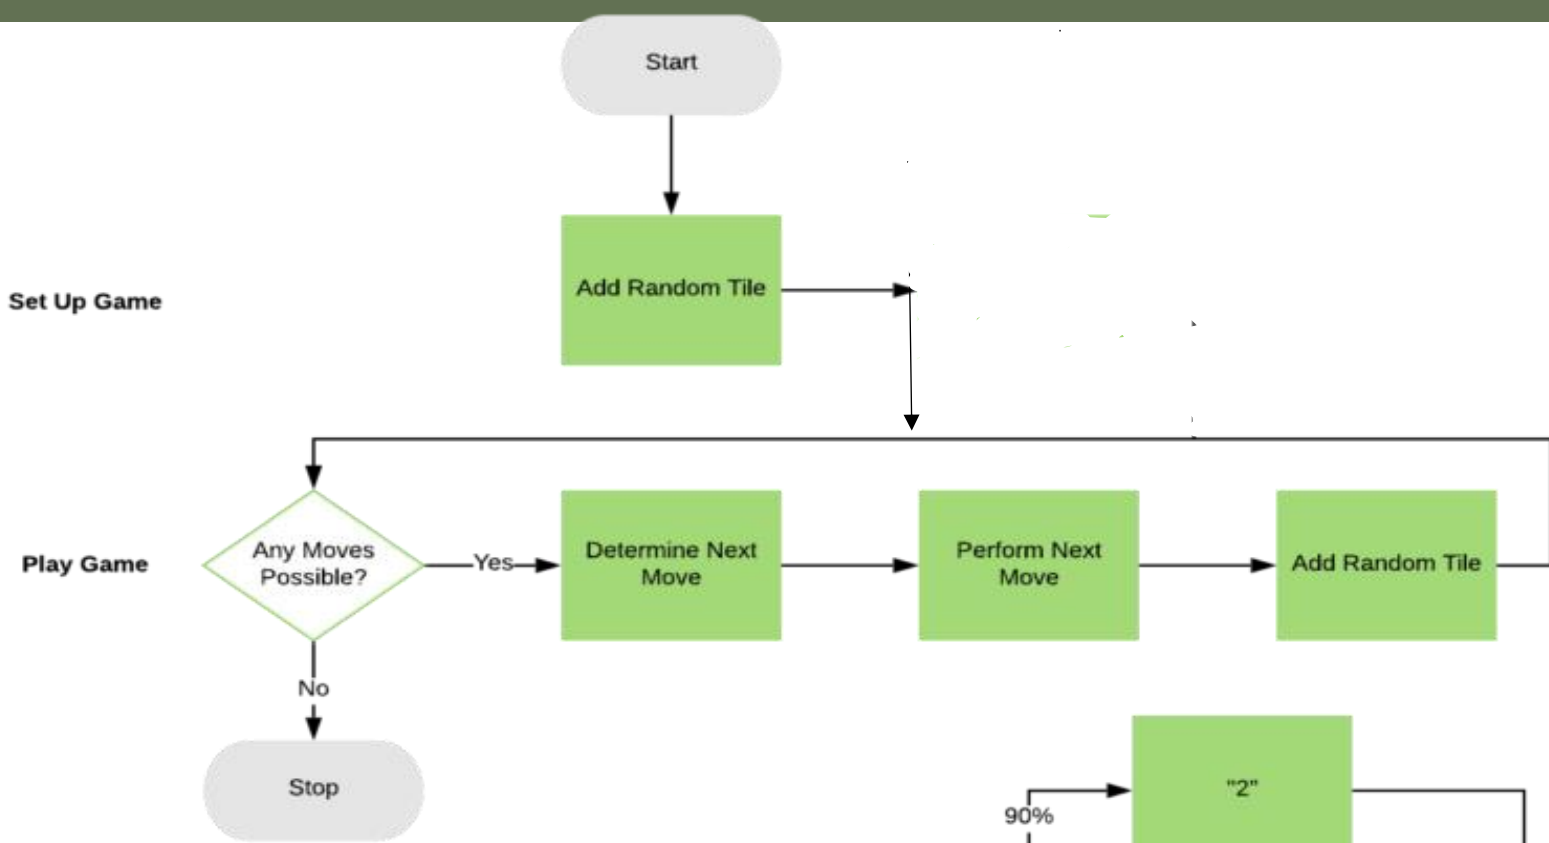 Start
Add Random Tile
Set Up Game
Play Game
Any Moves
Possible?
Yes
Determine Next
Move
Perform Next
Move
Add Random Tile
No
Stop
"2"
90%